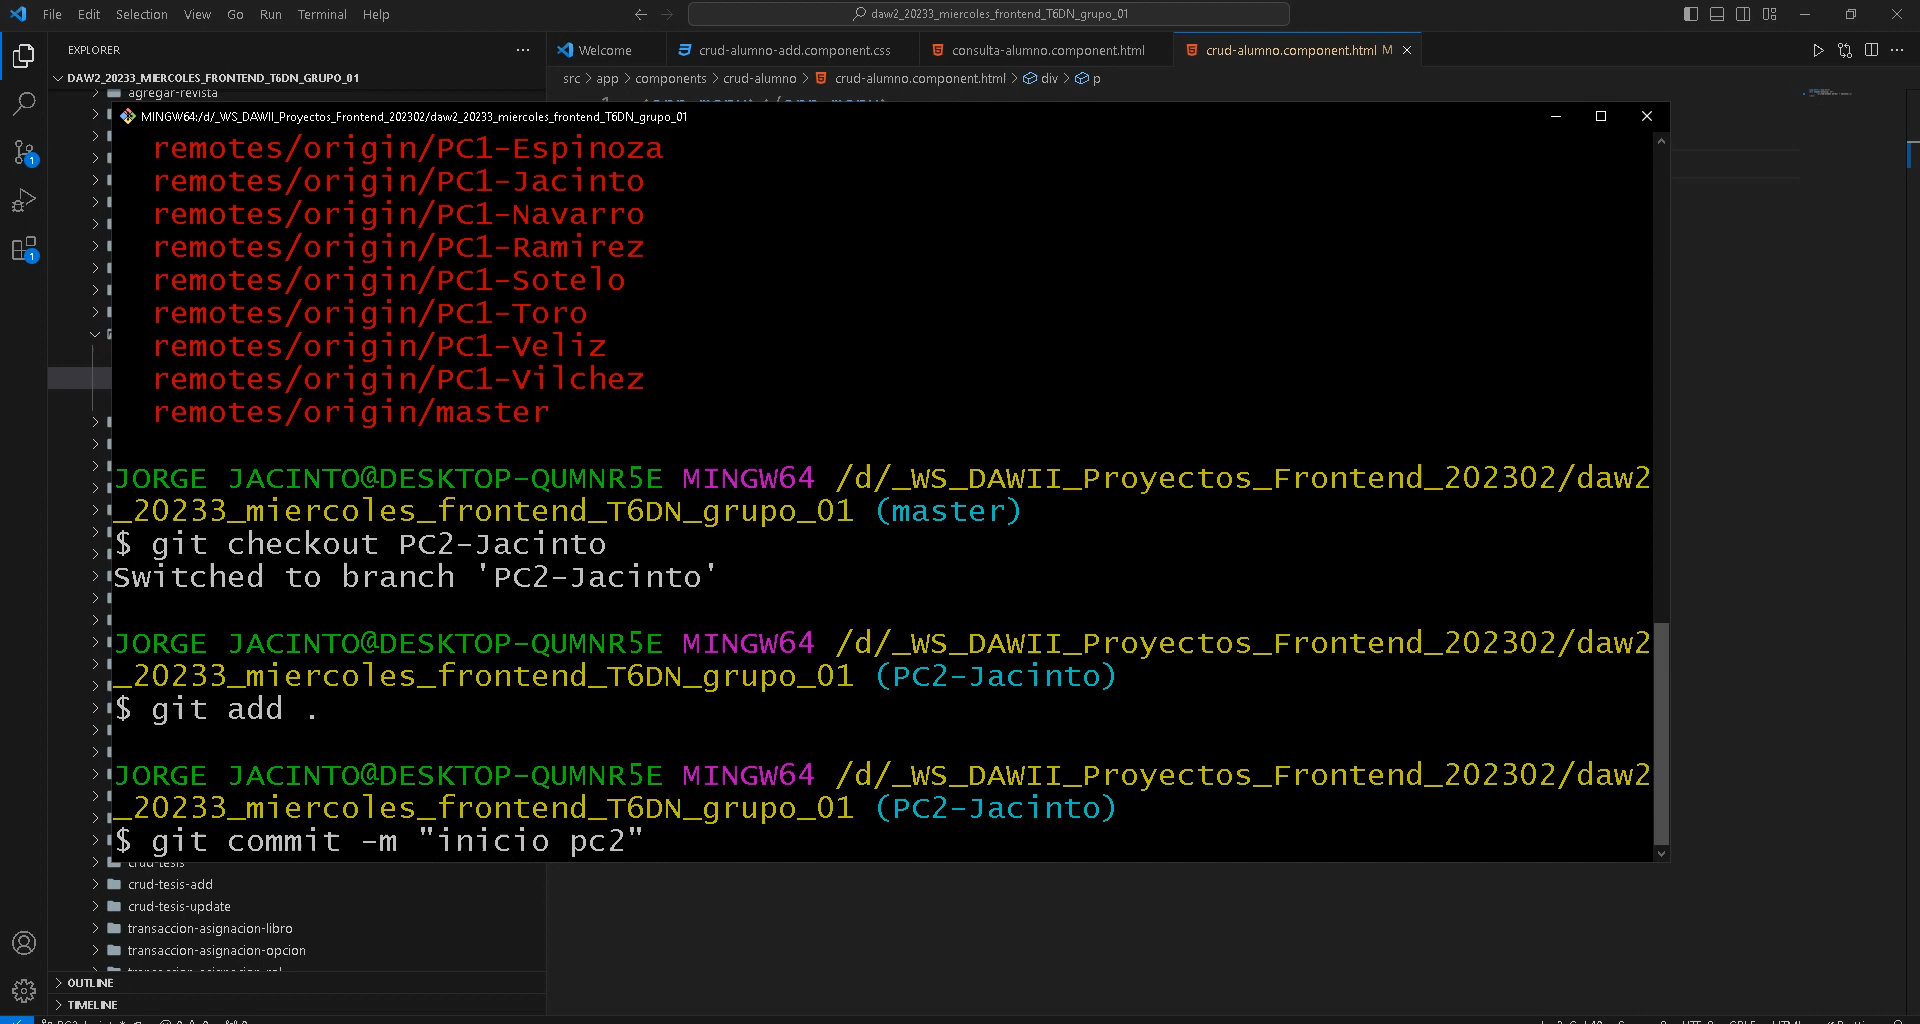 File Edit Selection View Go Run Terminal Help
daw2_20233_miercoles_frontend_T6DN_grupo_01
EXPLORER
Welcome
crud-alumno-add.component.css
consulta-alumno.component.html
crud-alumno.component.html M
DAW2_20233_MIERCOLES_FRONTEND_T6DN_GRUPO_01
src > app > components > crud-alumno > crud-alumno.component.html > div > p
agregar-revista
MINGW64:/d/_WS_DAWII_Proyectos_Frontend_202302/daw2_20233_miercoles_frontend_T6DN_grupo_01
remotes/origin/PC1-Espinoza
remotes/origin/PC1-Jacinto
remotes/origin/PC1-Navarro
remotes/origin/PC1-Ramirez
remotes/origin/PC1-Sotelo
remotes/origin/PC1-Toro
remotes/origin/PC1-Veliz
remotes/origin/PC1-Vilchez
remotes/origin/master
JORGE JACINTO@DESKTOP-QUMNR5E MINGW64 /d/_WS_DAWII_Proyectos_Frontend_202302/daw2
_20233_miercoles_frontend_T6DN_grupo_01 (master)
$ git checkout PC2-Jacinto
Switched to branch 'PC2-Jacinto'
JORGE JACINTO@DESKTOP-QUMNR5E MINGW64 /d/_WS_DAWII_Proyectos_Frontend_202302/daw2
_20233_miercoles_frontend_T6DN_grupo_01 (PC2-Jacinto)
$ git add .
JORGE JACINTO@DESKTOP-QUMNR5E MINGW64 /d/_WS_DAWII_Proyectos_Frontend_202302/daw2
_20233_miercoles_frontend_T6DN_grupo_01 (PC2-Jacinto)
$ git commit -m "inicio pc2"
1
1
crud-tesis
crud-tesis-add
crud-tesis-update
transaccion-asignacion-libro
transaccion-asignacion-opcion
OUTLINE
TIMELINE